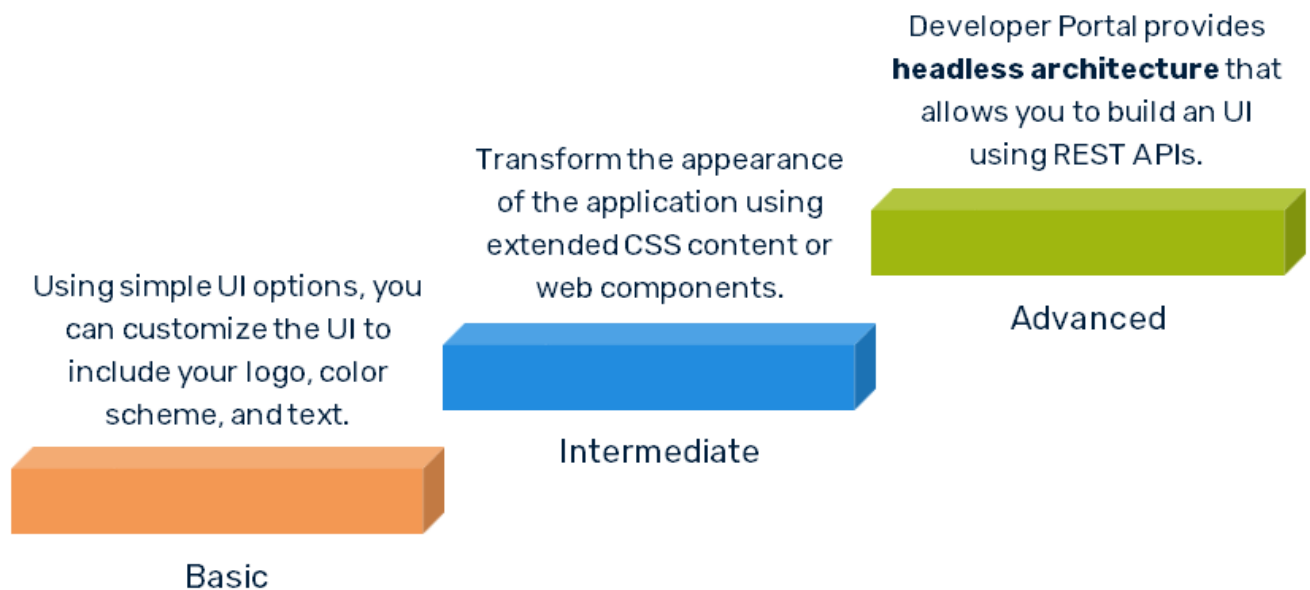 Developer Portal provides
headless architecture that
allows you to build an UI
using REST APIs.
Advanced
Transform the appearance
of the application using
extended CSS content or
web components.
Intermediate
Using simple UI options, you
can customize the UI to
include your logo, color
scheme, and text.
Basic